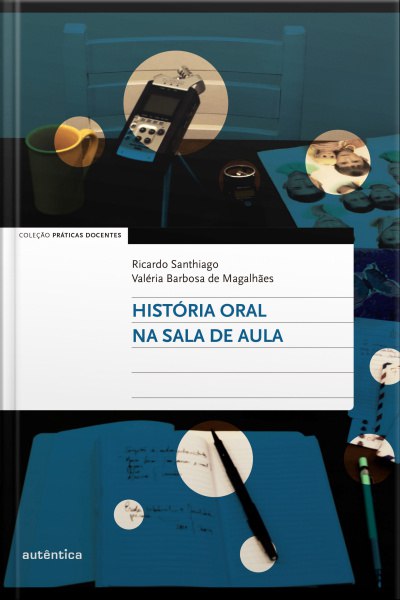 COLEÇÃO PRÁTICAS DOCENTES
Ricardo Santhiago
Valéria Barbosa de Magalhães
HISTÓRIA ORAL
NA SALA DE AULA
autêntica